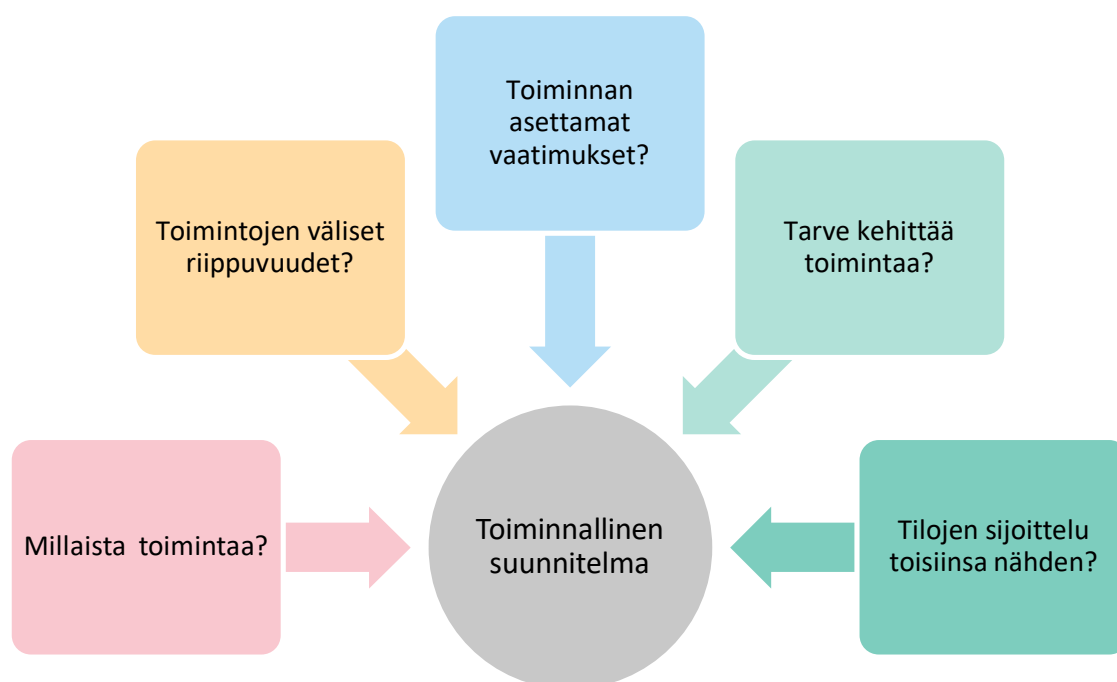 Toiminnan
asettamat
vaatimukset?
Toimintojen väliset
riippuvuudet?
Tarve kehittää
toimintaa?
Millaista  toimintaa?
Toiminnallinen
suunnitelma
Tilojen sijoittelu
toisiinsa nähden?